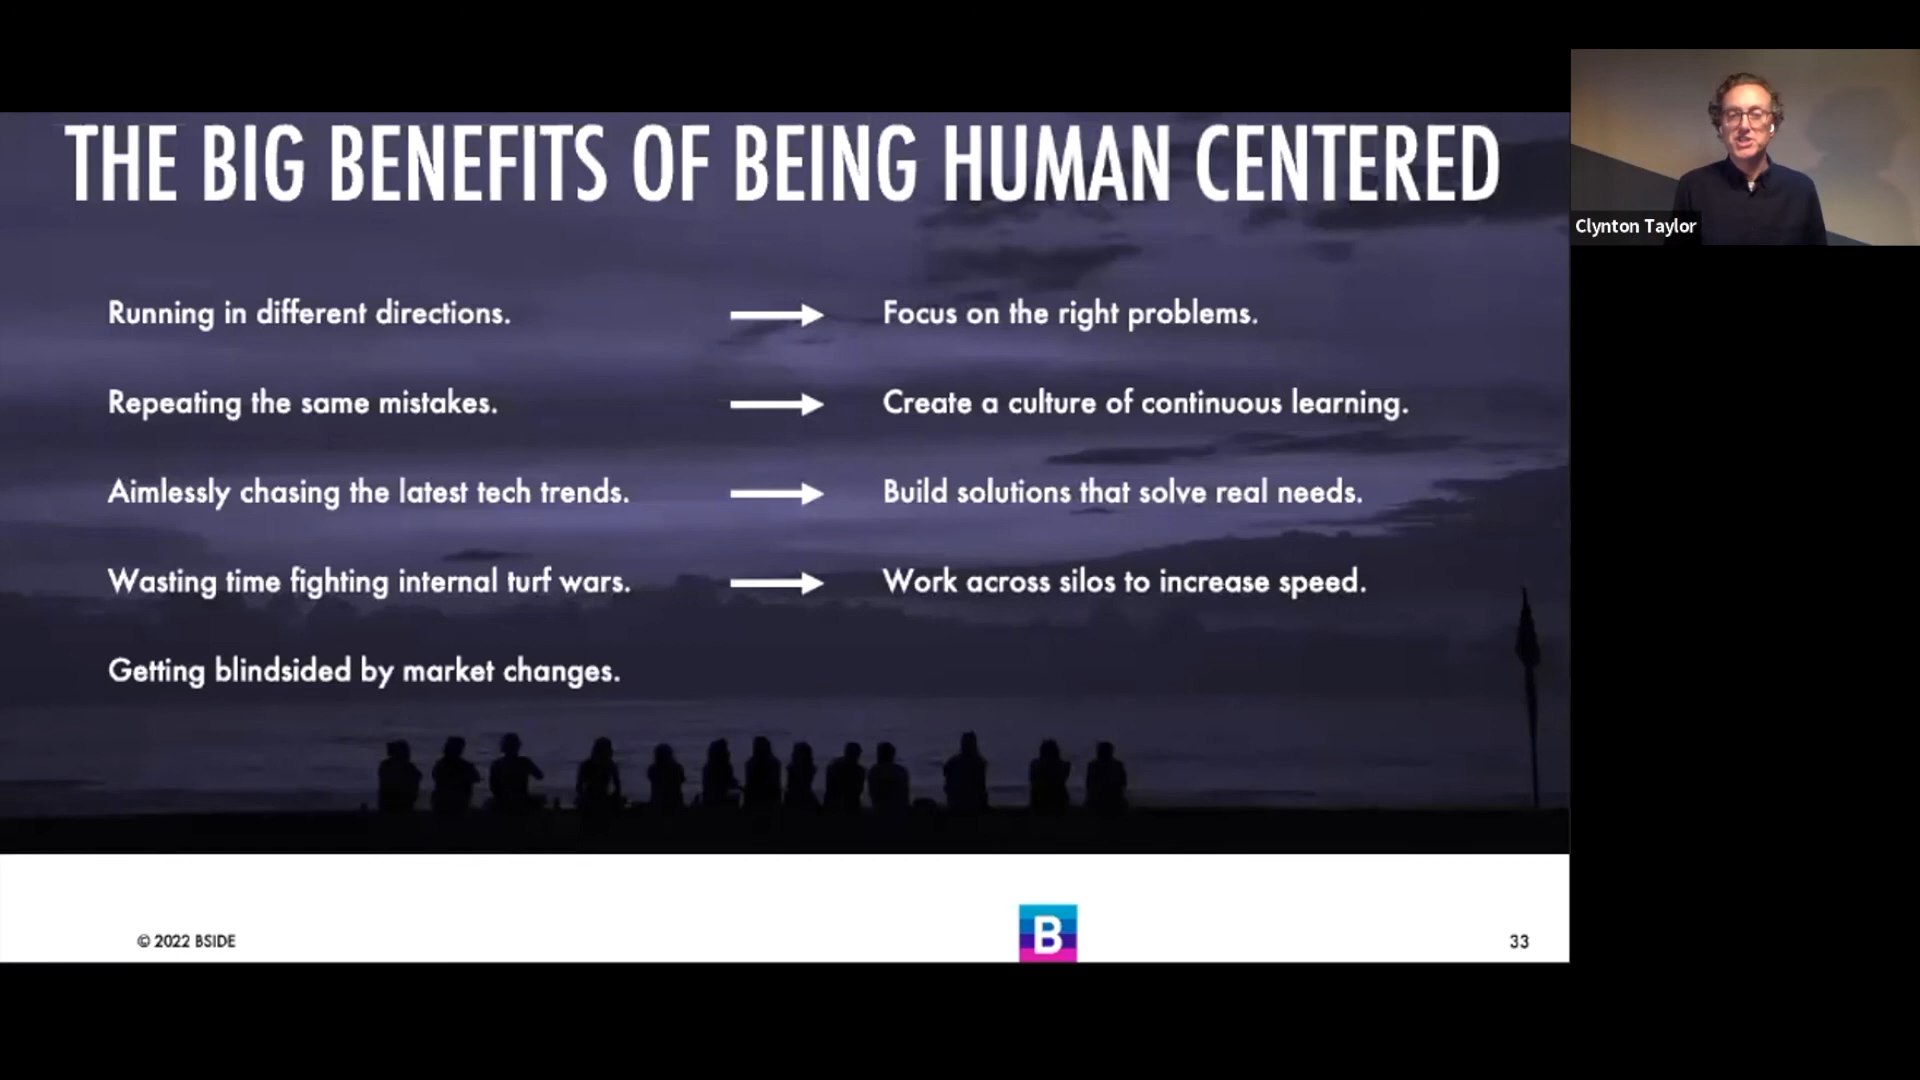 THE BIG BENEFITS OF BEING HUMAN CENTERED
Clynton Taylor
Running in different directions.
Focus on the right problems.
Repeating the same mistakes.
Create a culture of continuous learning.
Aimlessly chasing the latest tech trends.
Build solutions that solve real needs.
Wasting time fighting internal turf wars.
Work across silos to increase speed.
Getting blindsided by market changes.
© 2022 BSIDE
B
33